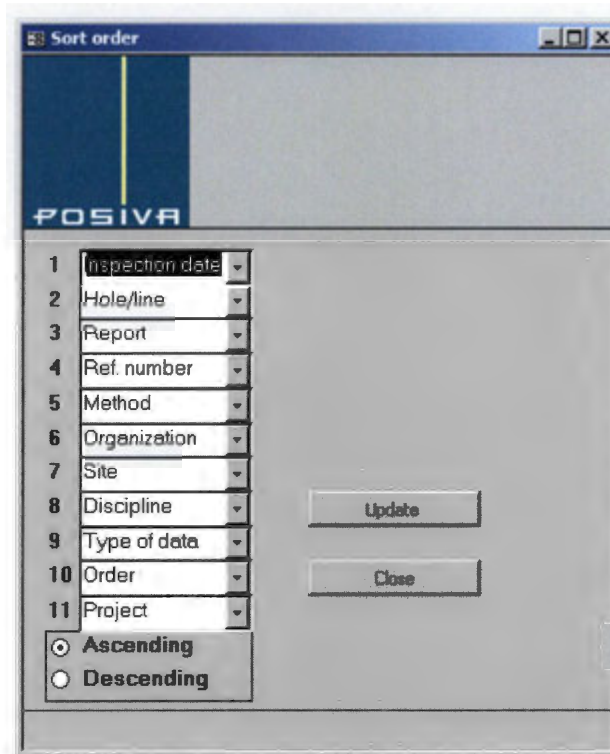 Sort order
POSIVA
1 Inspection date
2 Hole/line
3 Report
4 Ref. number
5 Method
6 Organization
7 Site
8 Discipline
Update
9 Type of data
10 Order
Close
11 Project
Ascending
Descending